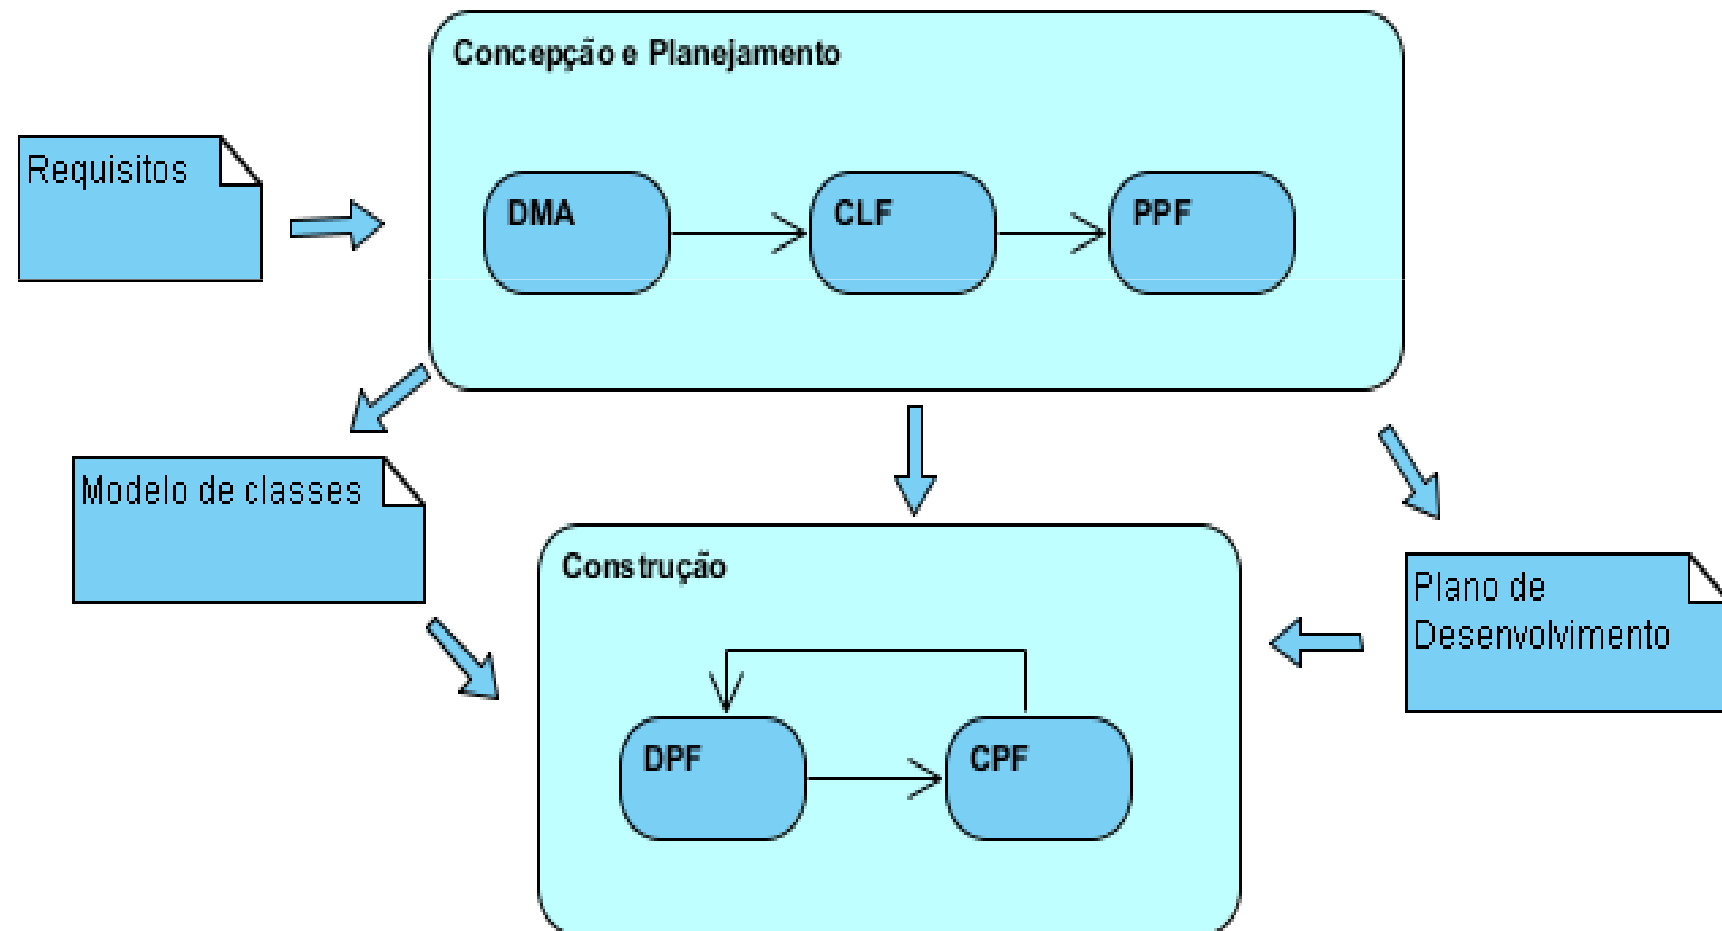 Concepção e Planejamento
Requisitos
DMA
CLF
PPF
Modelo de classes
Construção
Plano de
Desenvolvimento
DPF
CPF